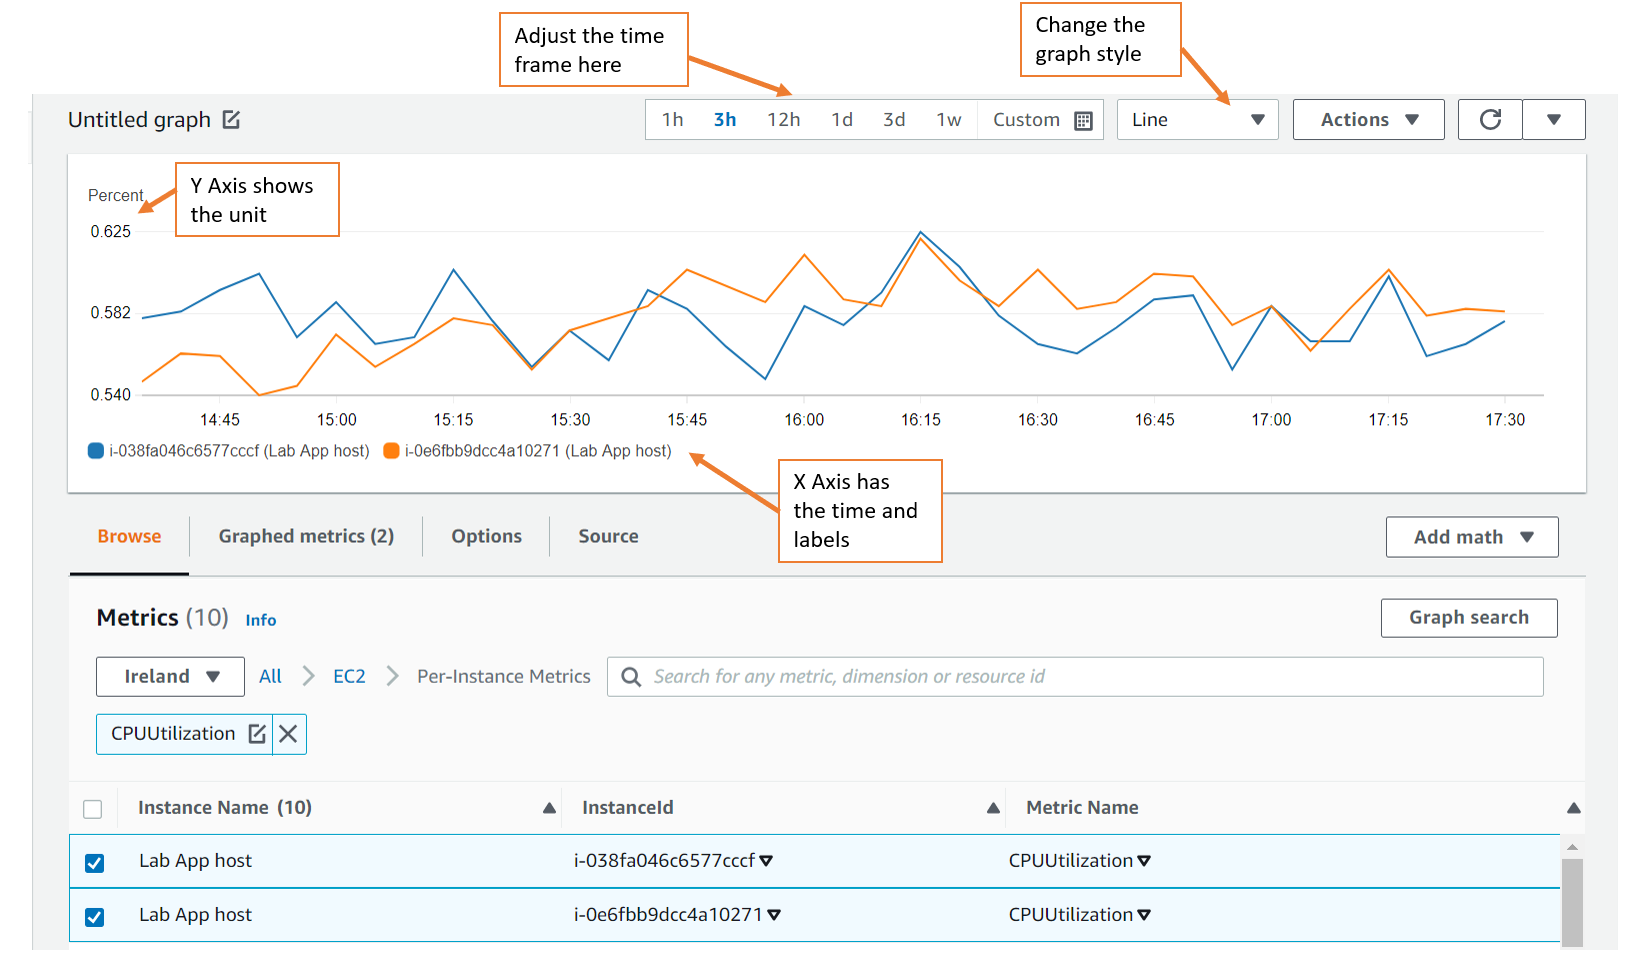 Adjust the time
frame here
Change the
graph style
Untitled graph
1h 3h 12h 1d 3d 1w Custom
Line
Actions
Percent
Y Axis shows
the unit
0.625
0.582
0.540
14:45 15:00 15:15 15:30 15:45 16:00 16:15 16:30 16:45 17:00 17:15 17:30
i-038fa046c6577cccf (Lab App host) i-0e6fbb9dcc4a10271 (Lab App host)
X Axis has
the time and
labels
Browse Graphed metrics (2) Options Source
Add math
Metrics (10) Info
Graph search
Ireland All EC2 Per-Instance Metrics Search for any metric, dimension or resource id
CPUUtilization
Instance Name (10) InstanceId Metric Name
Lab App host i-038fa046c6577cccf CPUUtilization
Lab App host i-0e6fbb9dcc4a10271 CPUUtilization